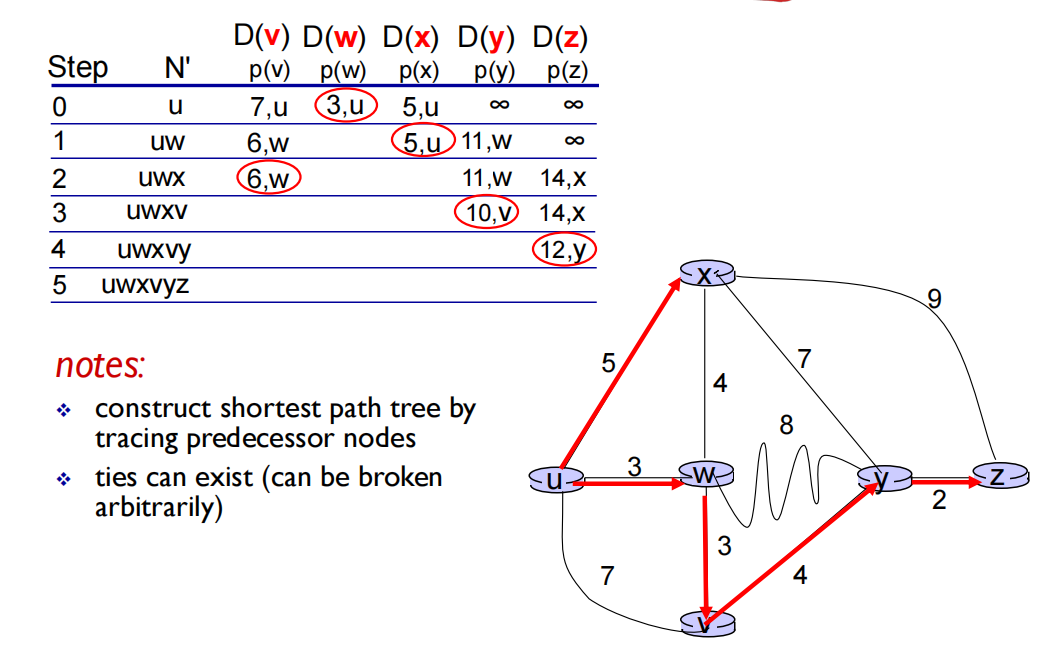 D(v) D(w) D(x) D(y) D(z)
Step N' p(v) p(w) p(x) p(y) p(z)
0 u 7,u 3,u 5,u ∞ ∞
1 uw 6,w 5,u 11,w ∞
2 uwx 6,w 11,w 14,x
3 uwxv 10,v 14,x
4 uwxvy 12,y
5 uwxvyz
notes:
❖ construct shortest path tree by
tracing predecessor nodes
❖ ties can exist (can be broken
arbitrarily)
x
9
5
7
4
8
u
3
w
y
z
2
3
7
4
v